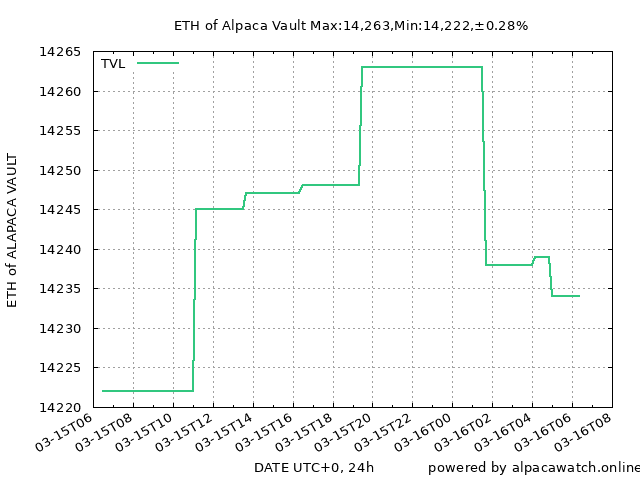 ETH of Alpaca Vault Max:14,263,Min:14,222,±0.28%
TVL
ETH of ALAPACA VAULT
14265
14260
14255
14250
14245
14240
14235
14230
14225
14220
03-15T06
03-15T08
03-15T10
03-15T12
03-15T14
03-15T16
03-15T18
03-15T20
03-15T22
03-16T00
03-16T02
03-16T04
03-16T06
03-16T08
DATE UTC+0, 24h
powered by alpacawatch.online